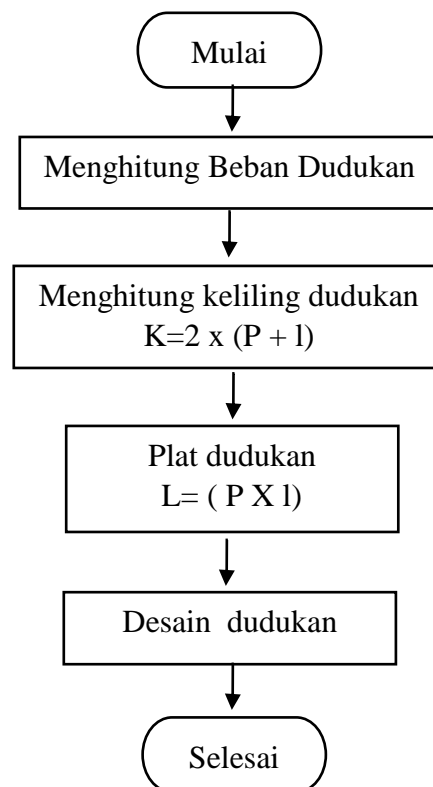 Mulai
Menghitung Beban Dudukan
Menghitung keliling dudukan
K=2 x (P + l)
Plat dudukan
L= ( P X l)
Desain  dudukan
Selesai